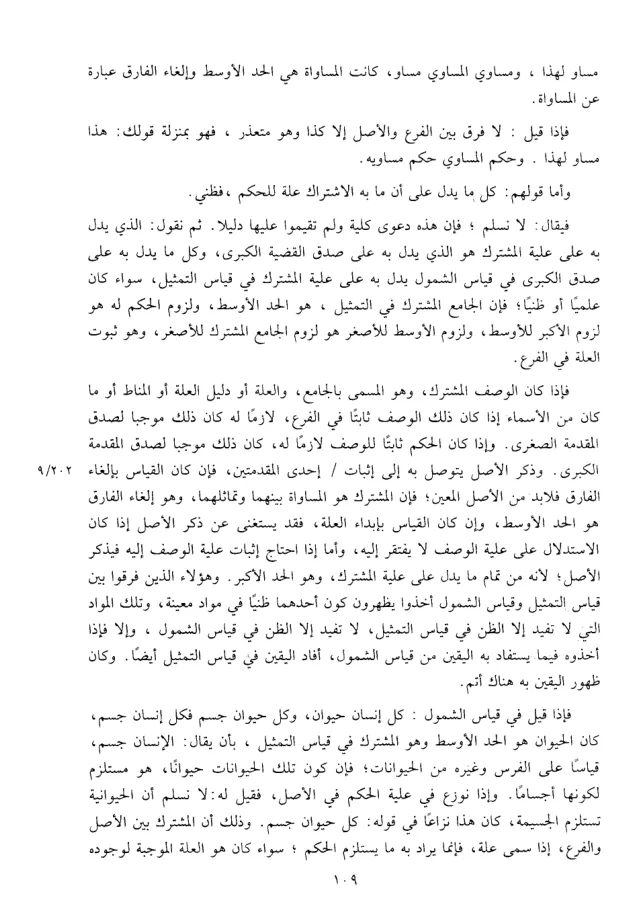 مساو لهذا ، ومساوي المساوي مساو، كانت المساواة هي الحد الأوسط وإلغاء الفارق عبارة
عن المساواة.
فإذا قيل : لا فرق بين الفرع والأصل إلا كذا وهو متعذر ، فهو بمنزلة قولك: هذا
مساو لهذا . وحكم المساوي حكم مساويه.
وأما قولهم: كل ما يدل على أن ما به الاشتراك علة للحكم ،فظني.
فيقال: لا نسلم ؛ فإن هذه دعوى كلية ولم تقيموا عليها دليلا. ثم نقول: الذي يدل
به على علية المشترك هو الذي يدل به على صدق القضية الكبرى، وكل ما يدل به على
صدق الكبرى في قياس الشمول يدل به على علية المشترك في قياس التمثيل، سواء كان
علميًا أو ظنيًا؛ فإن الجامع المشترك في التمثيل ، هو الحد الأوسط، ولزوم الحكم له هو
لزوم الأكبر للأوسط، ولزوم الأوسط للأصغر هو لزوم الجامع المشترك للأصغر، وهو ثبوت
العلة في الفرع.
فإذا كان الوصف المشترك، وهو المسمى بالجامع، والعلة أو دليل العلة أو المناط أو ما
كان من الأسماء إذا كان ذلك الوصف ثابتًا في الفرع، لازمًا له كان ذلك موجبا لصدق
المقدمة الصغرى. وإذا كان الحكم ثابتًا للوصف لازمًا له، كان ذلك موجبا لصدق المقدمة
الكبرى. وذكر الأصل يتوصل به إلى إثبات / إحدى المقدمتين، فإن كان القياس بإلغاء ٩/٢٠٢
الفارق فلابد من الأصل المعين؛ فإن المشترك هو المساواة بينهما وتماثلهما، وهو إلغاء الفارق
هو الحد الأوسط، وإن كان القياس بإبداء العلة، فقد يستغنى عن ذكر الأصل إذا كان
الاستدلال على علية الوصف لا يفتقر إليه، وأما إذا احتاج إثبات علية الوصف إليه فيذكر
الأصل؛ لأنه من تمام ما يدل على علية المشترك، وهو الحد الأكبر. وهؤلاء الذين فرقوا بين
قياس التمثيل وقياس الشمول أخذوا يظهرون كون أحدهما ظنيًا في مواد معينة، وتلك المواد
التي لا تفيد إلا الظن في قياس التمثيل، لا تفيد إلا الظن في قياس الشمول ، وإلا فإذا
أخذوه فيما يستفاد به اليقين من قياس الشمول، أفاد اليقين في قياس التمثيل أيضًا. وكان
ظهور اليقين به هناك أتم.
فإذا قيل في قياس الشمول : كل إنسان حيوان، وكل حيوان جسم فكل إنسان جسم،
كان الحيوان هو الحد الأوسط وهو المشترك في قياس التمثيل ، بأن يقال: الإنسان جسم،
قياسًا على الفرس وغيره من الحيوانات؛ فإن كون تلك الحيوانات حيوانًا، هو مستلزم
لكونها أجسامًا. وإذا نوزع في علية الحكم في الأصل، فقيل له:لا نسلم أن الحيوانية
تستلزم الجسيمة، كان هذا نزاعًا في قوله: كل حيوان جسم. وذلك أن المشترك بين الأصل
والفرع، إذا سمى علة، فإنما يراد به ما يستلزم الحكم ؛ سواء كان هو العلة الموجبة لوجوده
١٠٩